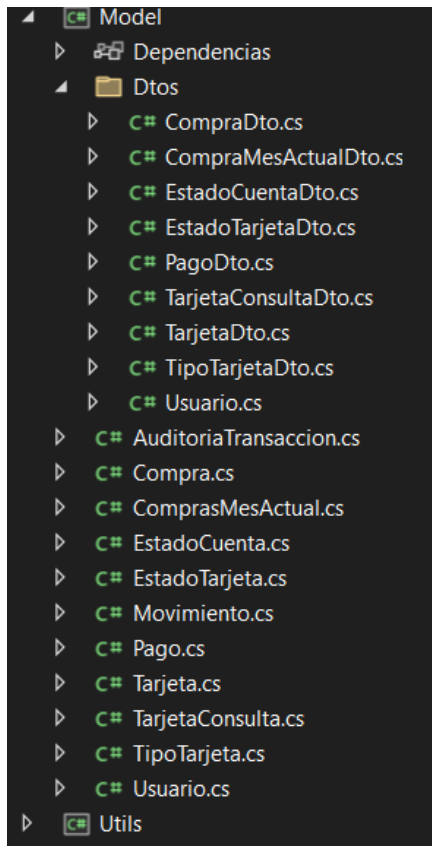 C# Model
Dependencias
Dtos
C# CompraDto.cs
C# CompraMesActualDto.cs
C# EstadoCuentaDto.cs
C# EstadoTarjetaDto.cs
C# PagoDto.cs
C# TarjetaConsultaDto.cs
C# TarjetaDto.cs
C# TipoTarjetaDto.cs
C# Usuario.cs
C# AuditoriaTransaccion.cs
C# Compra.cs
C# ComprasMesActual.cs
C# EstadoCuenta.cs
C# EstadoTarjeta.cs
C# Movimiento.cs
C# Pago.cs
C# Tarjeta.cs
C# TarjetaConsulta.cs
C# TipoTarjeta.cs
C# Usuario.cs
C# Utils